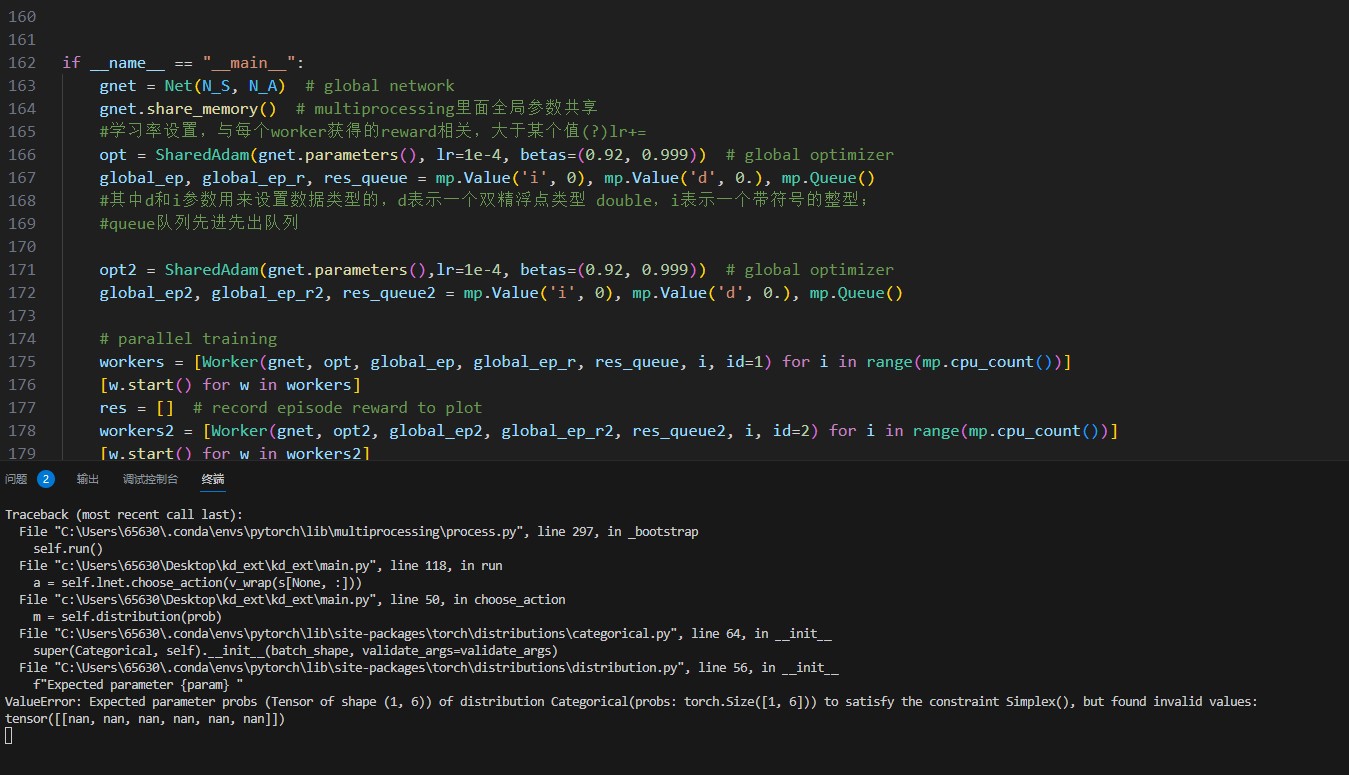 160
161
162 if __name__ == "__main__":
163     gnet = Net(N_S, N_A)  # global network
164     gnet.share_memory()  # multiprocessing里面全局参数共享
165     #学习率设置，与每个worker获得的reward相关，大于某个值(?)lr+=
166     opt = SharedAdam(gnet.parameters(), lr=1e-4, betas=(0.92, 0.999))  # global optimizer
167     global_ep, global_ep_r, res_queue = mp.Value('i', 0), mp.Value('d', 0.), mp.Queue()
168     #其中d和i参数用来设置数据类型的，d表示一个双精浮点类型 double，i表示一个带符号的整型；
169     #queue队列先进先出队列
170
171     opt2 = SharedAdam(gnet.parameters(),lr=1e-4, betas=(0.92, 0.999))  # global optimizer
172     global_ep2, global_ep_r2, res_queue2 = mp.Value('i', 0), mp.Value('d', 0.), mp.Queue()
173
174     # parallel training
175     workers = [Worker(gnet, opt, global_ep, global_ep_r, res_queue, i, id=1) for i in range(mp.cpu_count())]
176     [w.start() for w in workers]
177     res = []  # record episode reward to plot
178     workers2 = [Worker(gnet, opt2, global_ep2, global_ep_r2, res_queue2, i, id=2) for i in range(mp.cpu_count())]
179     [w.start() for w in workers2]
问题 2 输出 调试控制台 终端
Traceback (most recent call last):
  File "C:\Users\65630\.conda\envs\pytorch\lib\multiprocessing\process.py", line 297, in _bootstrap
    self.run()
  File "c:\Users\65630\Desktop\kd_ext\kd_ext\main.py", line 118, in run
    a = self.lnet.choose_action(v_wrap(s[None, :]))
  File "c:\Users\65630\Desktop\kd_ext\kd_ext\main.py", line 50, in choose_action
    m = self.distribution(prob)
  File "C:\Users\65630\.conda\envs\pytorch\lib\site-packages\torch\distributions\categorical.py", line 64, in __init__
    super(Categorical, self).__init__(batch_shape, validate_args=validate_args)
  File "C:\Users\65630\.conda\envs\pytorch\lib\site-packages\torch\distributions\distribution.py", line 56, in __init__
    f"Expected parameter {param} "
ValueError: Expected parameter probs (Tensor of shape (1, 6)) of distribution Categorical(probs: torch.Size([1, 6])) to satisfy the constraint Simplex(), but found invalid values:
tensor([[nan, nan, nan, nan, nan, nan]])